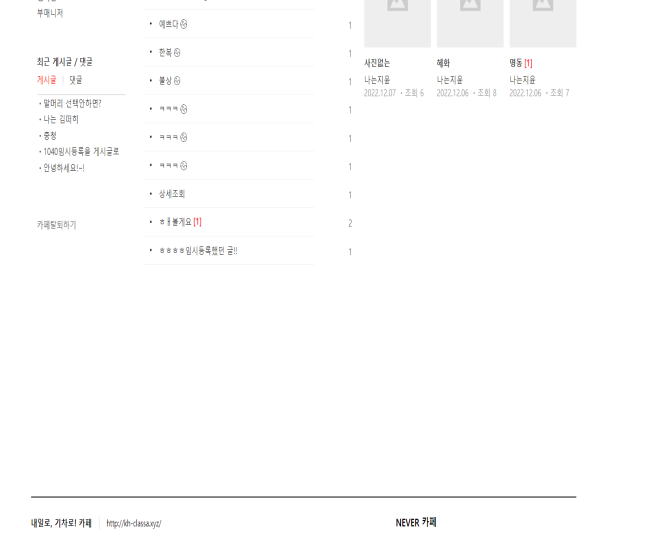 부매니저
최근 게시글 / 댓글
게시글 댓글
· 말머리 선택안하면?
· 나는 김띠히
· 중청
· 1040임시등록을 게시글로
· 안녕하세요!~!
카페탈퇴하기
• 예쁘다 1
• 한복 1
• 불상 1
• ㅋㅋㅋ 1
• ㅋㅋㅋ 1
• ㅋㅋㅋ 1
• 상세조회 1
• ㅎㅐ볼게요 [1] 2
• ㅎㅎㅎㅎ임시등록했던 글!! 1
사진없는
나는지윤
2022.12.07 · 조회 6
혜화
나는지윤
2022.12.06 · 조회 8
명동 [1]
나는지윤
2022.12.06 · 조회 7
내일로, 기차로! 카페 | http://kh-classa.xyz/
NEVER 카페